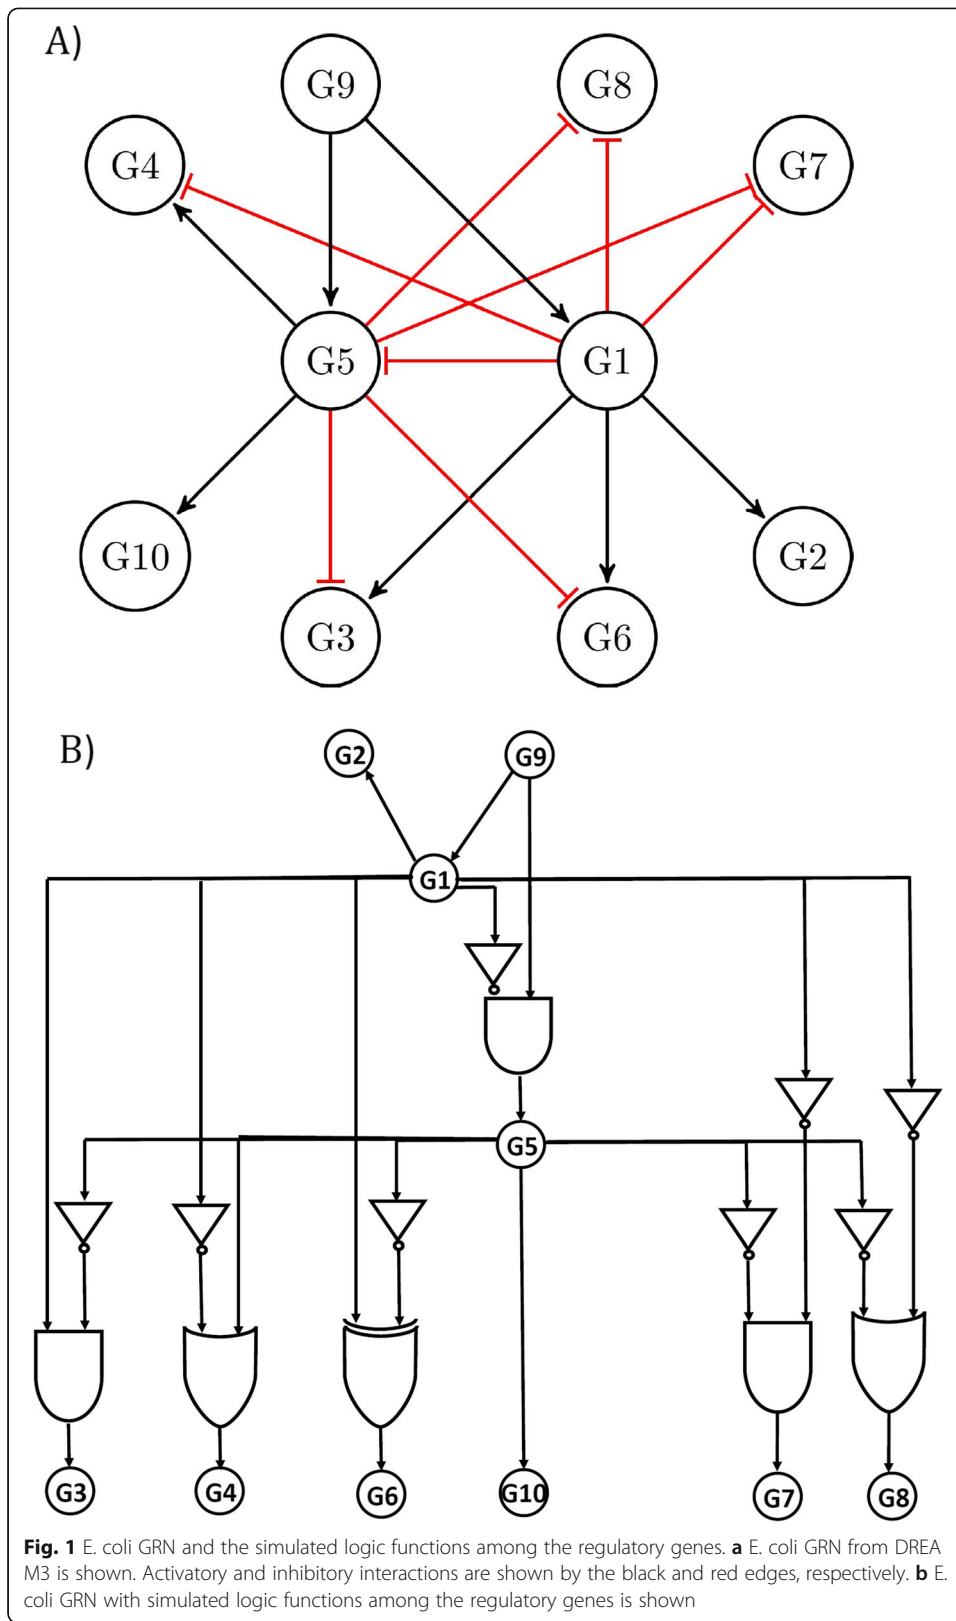 A)
G9 G8
G4 G7
G5 G1
G10 G2
G3 G6
B)
G2 G9
G1
G5
G3 G4 G6 G10 G7 G8
Fig. 1 E. coli GRN and the simulated logic functions among the regulatory genes. a E. coli GRN from DREA
M3 is shown. Activatory and inhibitory interactions are shown by the black and red edges, respectively. b E.
coli GRN with simulated logic functions among the regulatory genes is shown